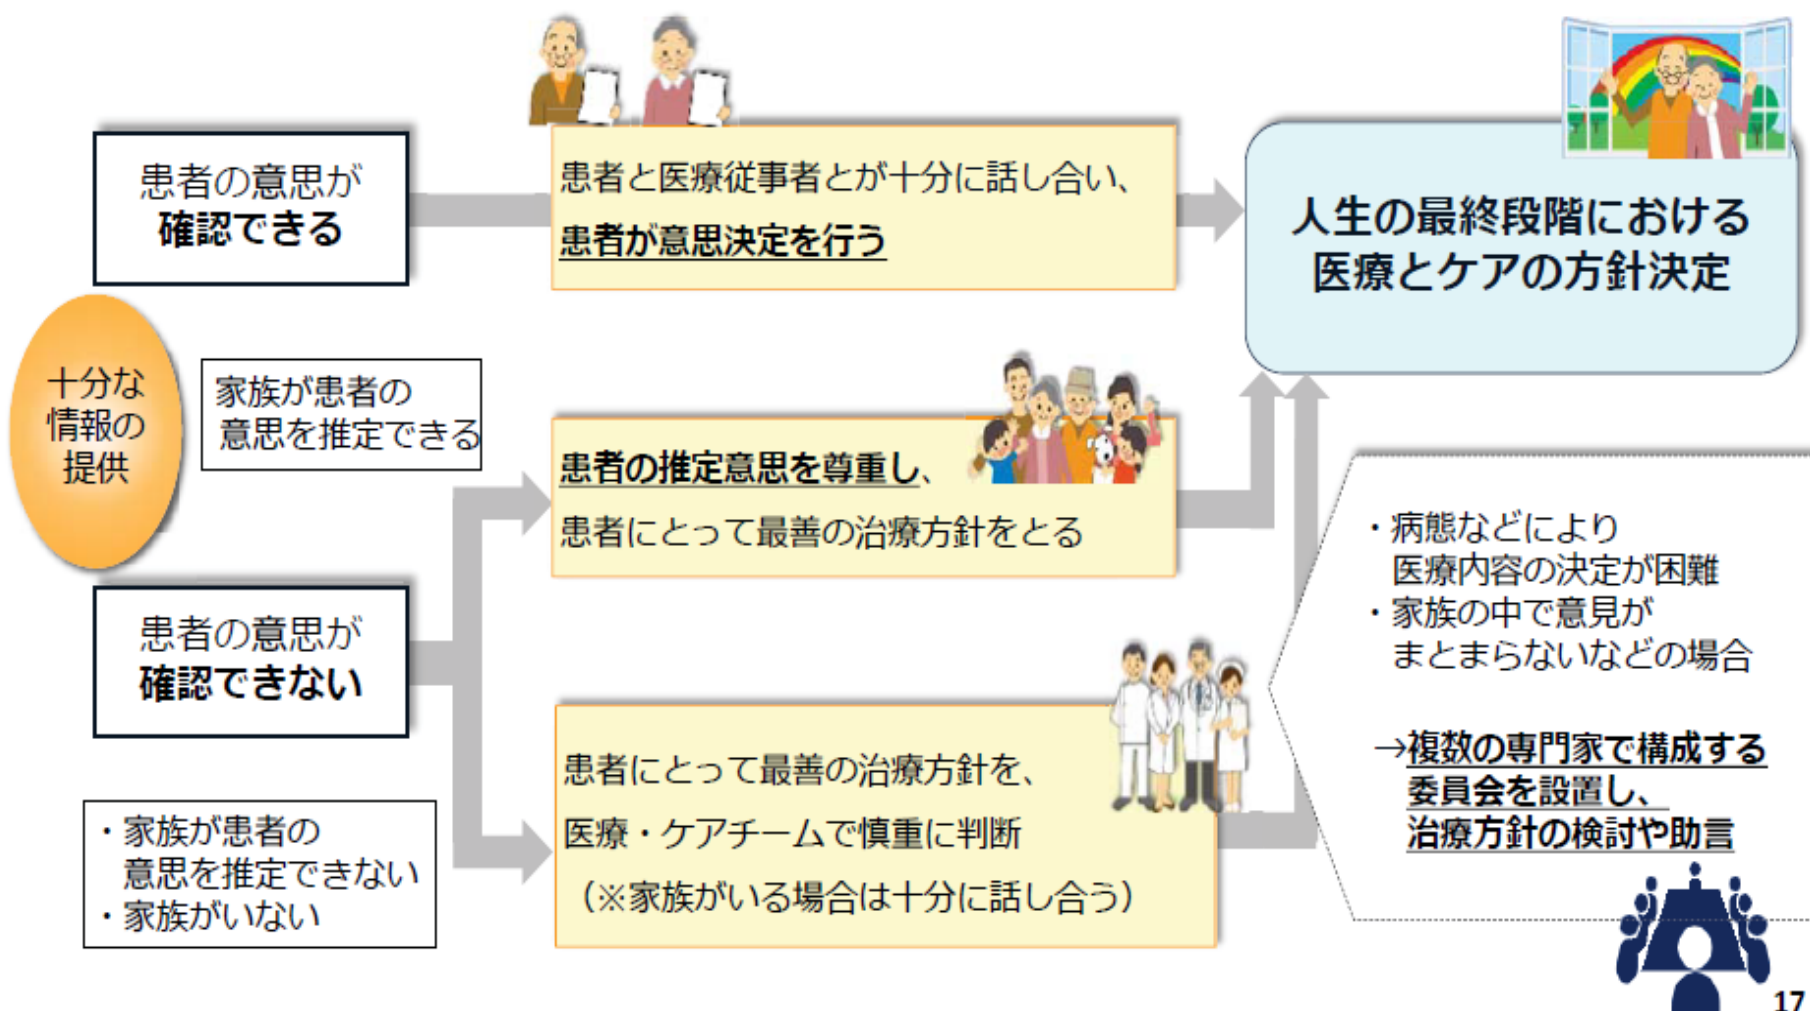 患者の意思が
確認できる
患者と医療従事者とが十分に話し合い、
患者が意思決定を行う
人生の最終段階における
医療とケアの方針決定
十分な
情報の
提供
家族が患者の
意思を推定できる
患者の推定意思を尊重し、
患者にとって最善の治療方針をとる
患者の意思が
確認できない
・家族が患者の
意思を推定できない
・家族がいない
患者にとって最善の治療方針を、
医療・ケアチームで慎重に判断
（※家族がいる場合は十分に話し合う）
・病態などにより
医療内容の決定が困難
・家族の中で意見が
まとまらないなどの場合
→複数の専門家で構成する
委員会を設置し、
治療方針の検討や助言
17